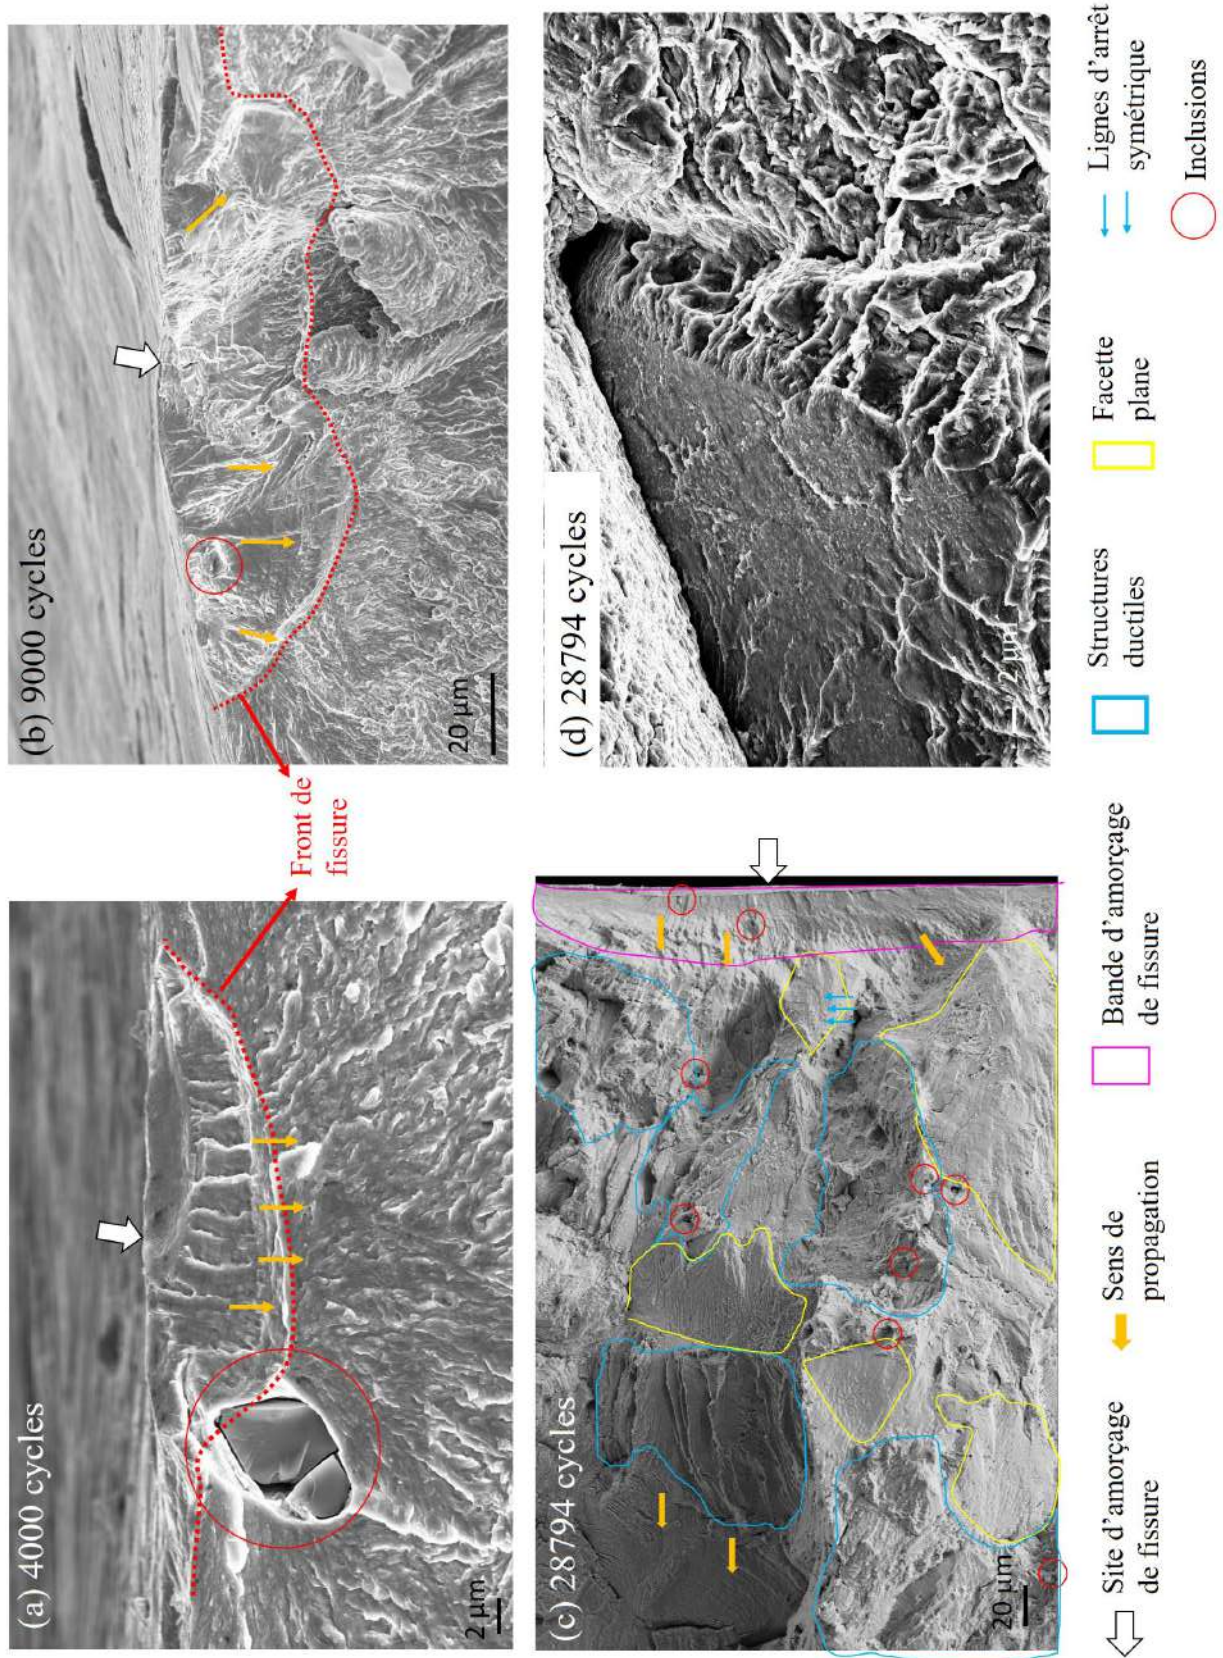 (a) 4000 cycles
2 µm
Front de
fissure
(b) 9000 cycles
20 µm
(c) 28794 cycles
20 µm
(d) 28794 cycles
2 µm
Site d'amorçage
de fissure
Sens de
propagation
Bande d'amorçage
de fissure
Structures
ductiles
Facette
plane
Lignes d'arrêt
symétrique
Inclusions